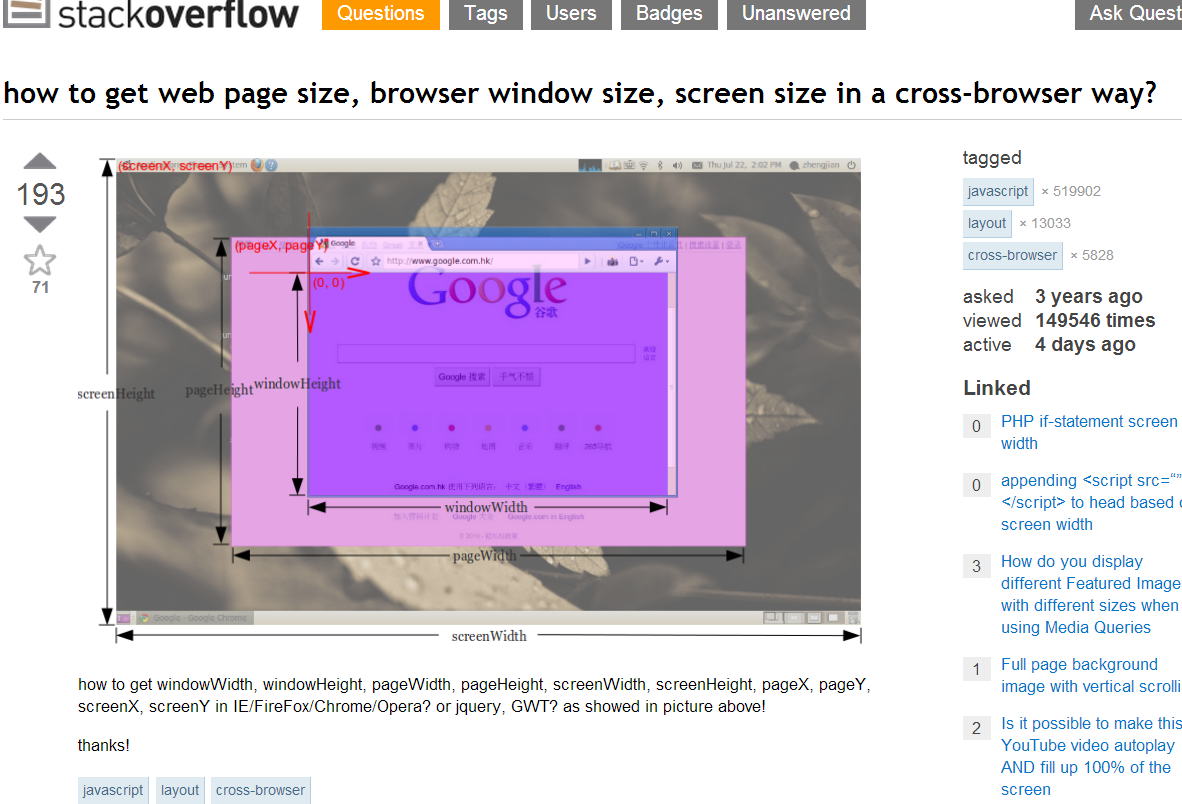 stackoverflow
Questions Tags Users Badges Unanswered Ask Quest
how to get web page size, browser window size, screen size in a cross-browser way?
193
71
(screenX, screenY)
Thu Jul 22, 2:02 PM zhengjian
(pageX, pageY)
Google
http://www.google.com.hk/
(0, 0)
Google
谷歌
Google 搜索 手气不错
screenHeight
pageHeight
windowHeight
Google.com.hk 使用下列语言： 中文（繁體） English
windowWidth
Google.com in English
pageWidth
Google - Google Chrome
screenWidth
how to get windowWidth, windowHeight, pageWidth, pageHeight, screenWidth, screenHeight, pageX, pageY,
screenX, screenY in IE/FireFox/Chrome/Opera? or jquery, GWT? as showed in picture above!
thanks!
javascript layout cross-browser
tagged
javascript × 519902
layout × 13033
cross-browser × 5828
asked 3 years ago
viewed 149546 times
active 4 days ago
Linked
0 PHP if-statement screen
width
0 appending <script src=“”
</script> to head based
screen width
3 How do you display
different Featured Image
with different sizes when
using Media Queries
1 Full page background
image with vertical scrolli
2 Is it possible to make this
YouTube video autoplay
AND fill up 100% of the
screen